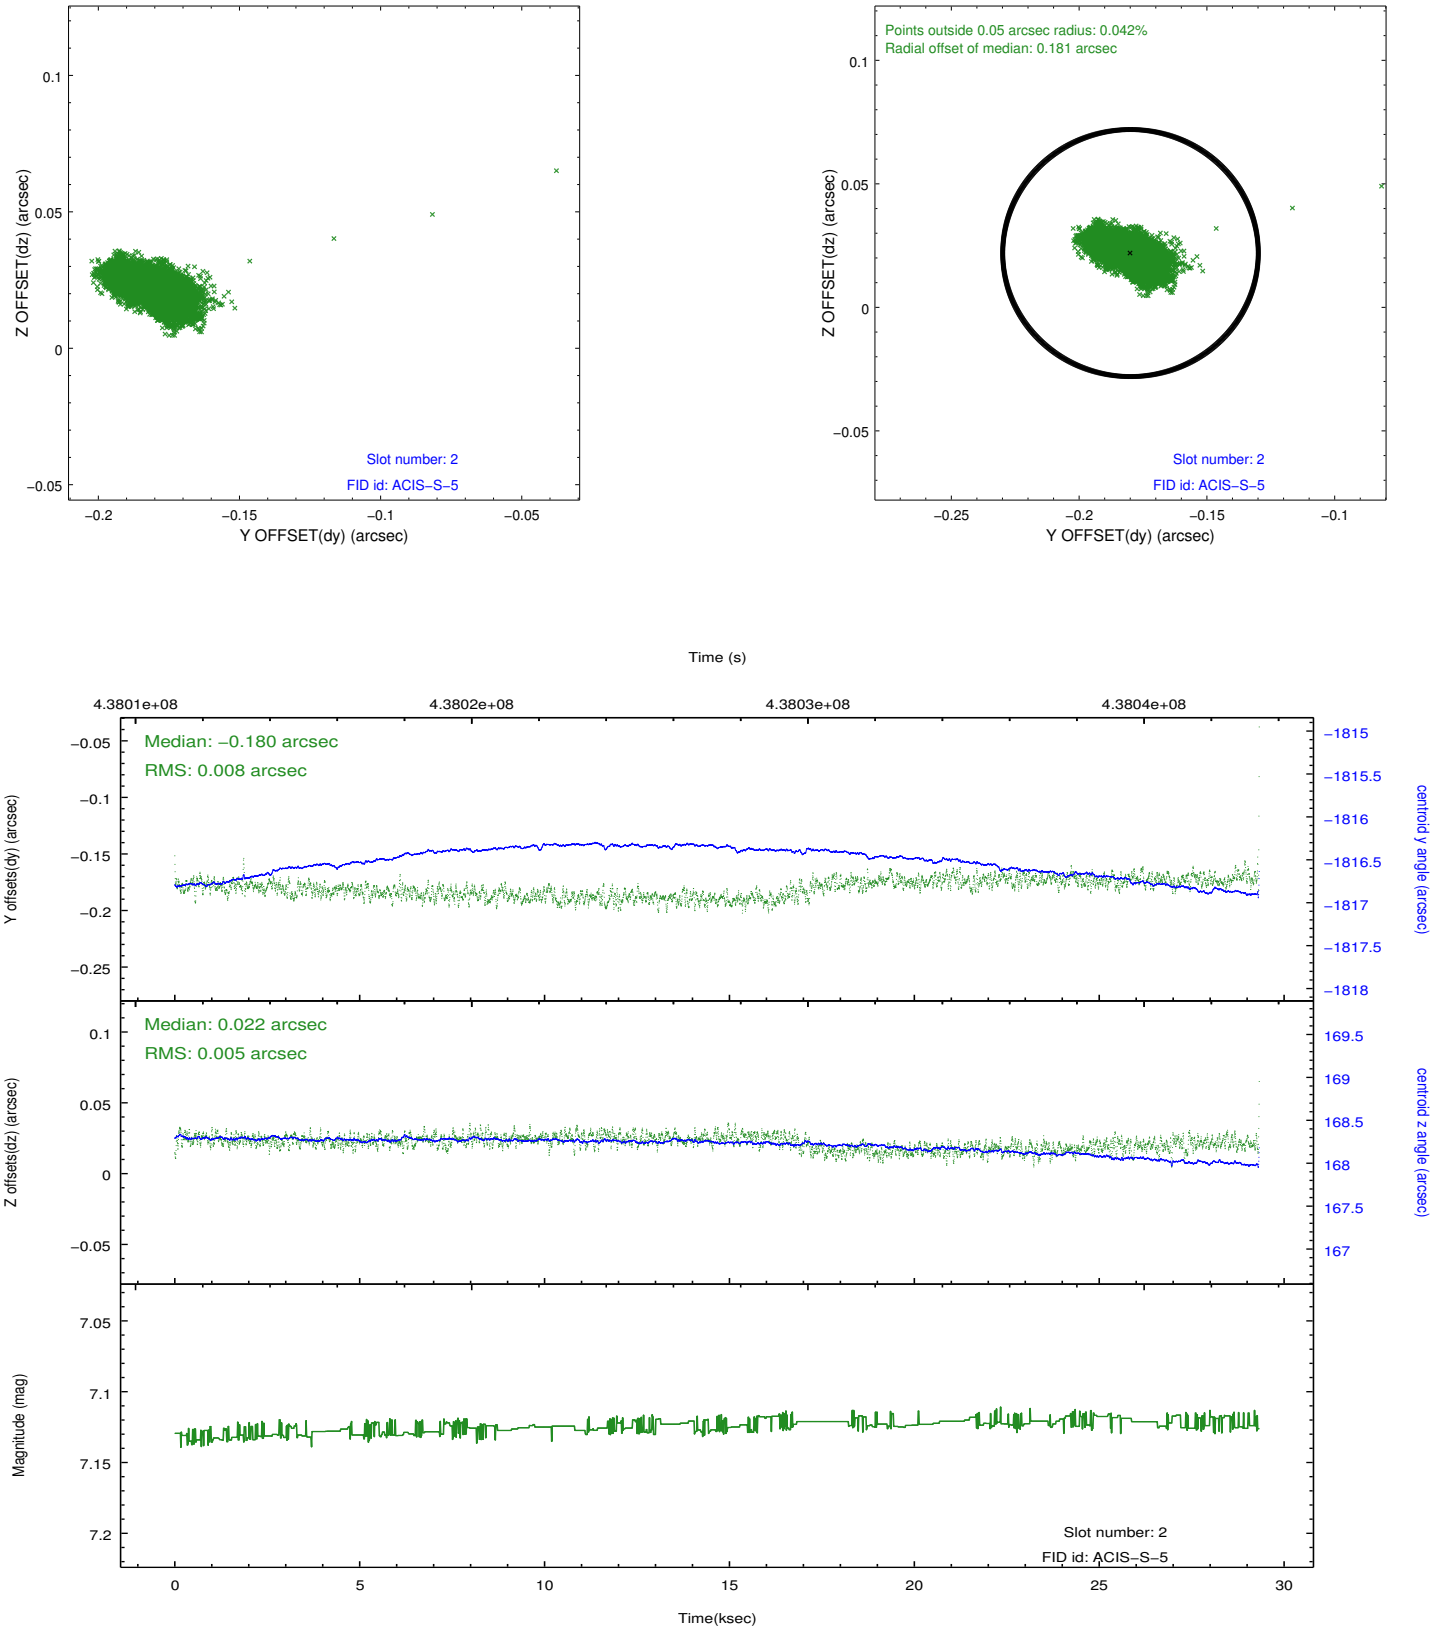 0.1
0.05
0
−0.05
Z OFFSET(dz) (arcsec)
Slot number: 2
FID id: ACIS−S−5
−0.2
−0.15
−0.1
−0.05
Y OFFSET(dy) (arcsec)
Points outside 0.05 arcsec radius: 0.042%
Radial offset of median: 0.181 arcsec
0.1
0.05
0
−0.05
Z OFFSET(dz) (arcsec)
Slot number: 2
FID id: ACIS−S−5
−0.25
−0.2
−0.15
−0.1
Y OFFSET(dy) (arcsec)
Time (s)
4.3801e+08
4.3802e+08
4.3803e+08
4.3804e+08
Median: −0.180 arcsec
RMS: 0.008 arcsec
−0.05
−0.1
−0.15
−0.2
−0.25
Y offsets(dy) (arcsec)
−1815
−1815.5
−1816
−1816.5
−1817
−1817.5
−1818
centroid y angle (arcsec)
Median: 0.022 arcsec
RMS: 0.005 arcsec
0.1
0.05
0
−0.05
Z offsets(dz) (arcsec)
169.5
169
168.5
168
167.5
167
centroid z angle (arcsec)
7.05
7.1
7.15
7.2
Magnitude (mag)
Slot number: 2
FID id: ACIS−S−5
0
5
10
15
20
25
30
Time(ksec)